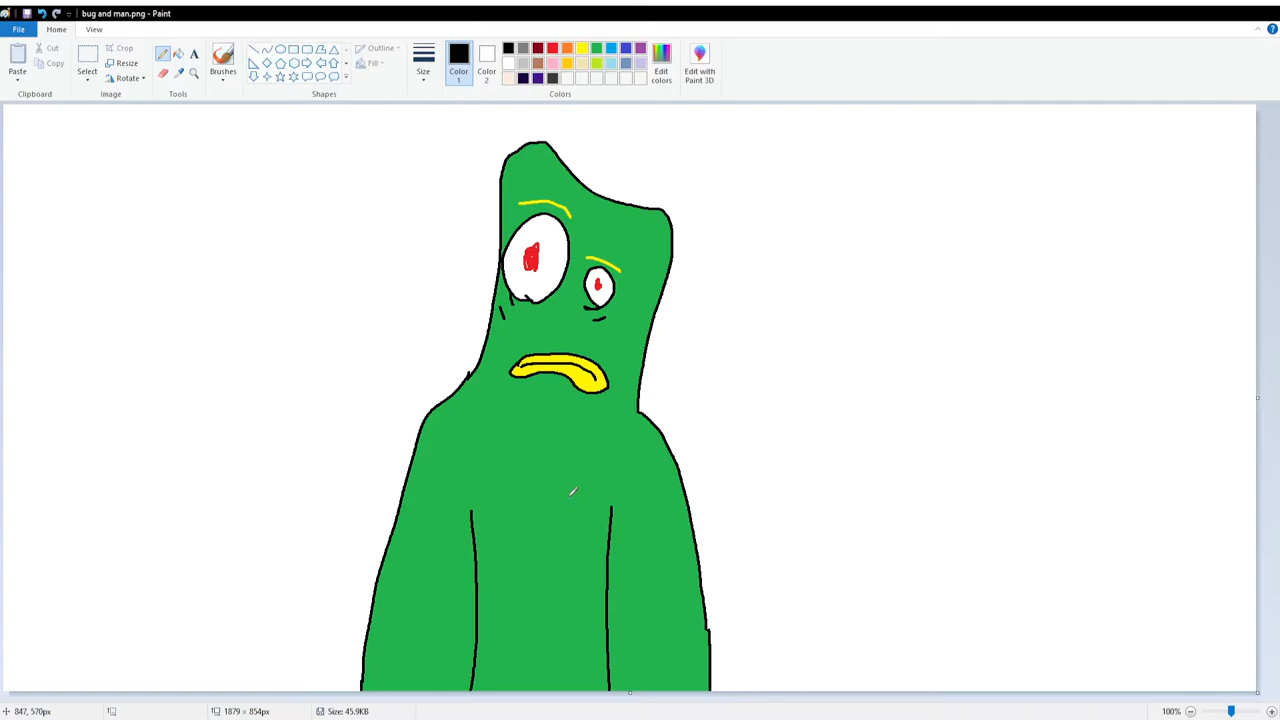 bug and man.png - Paint
File Home View
Paste
Cut
Copy
Clipboard
Select
Crop
Resize
Rotate
Image
A
Tools
Brushes
Outline
Fill
Shapes
Size
Color 1
Color 2
Edit colors
Colors
Edit with Paint 3D
847, 570px
1879 × 854px
Size: 45.9KB
100%